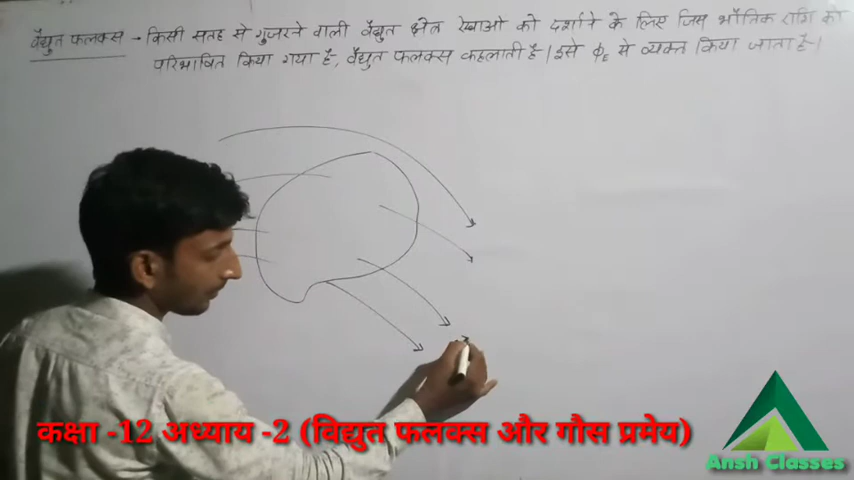 वैद्युत फलक्स - किसी सतह से गुजरने वाली वैद्युत क्षेत्र रेखाओ को दर्शाने के लिए जिस भौतिक राशि को
परिभाषित किया गया है, वैद्युत फलक्स कहलाती है। इसे ϕE से व्यक्त किया जाता है।
कक्षा -12 अध्याय -2 (विद्युत फलक्स और गौस प्रमेय)
Ansh Classes